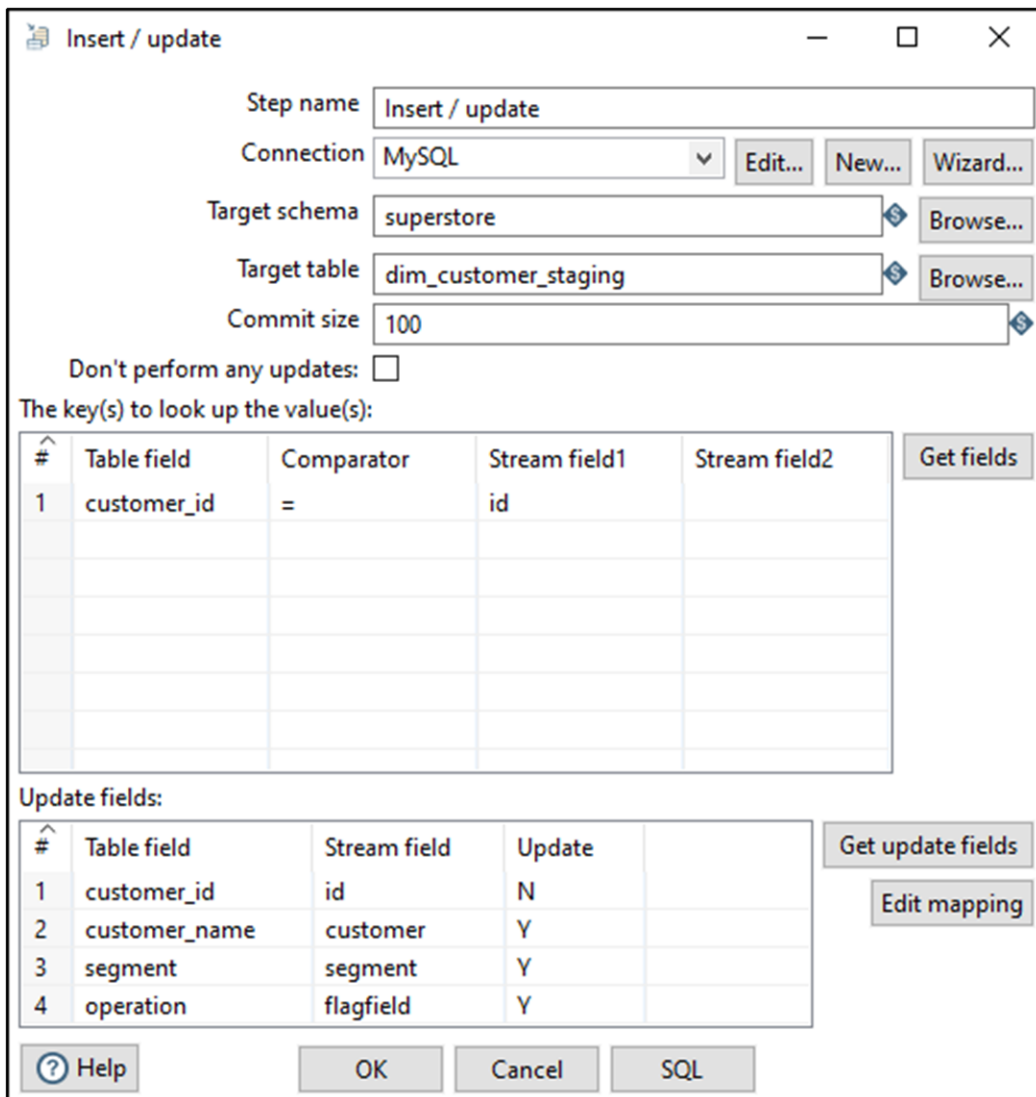 Insert / update
Step name Insert / update
Connection MySQL Edit... New... Wizard...
Target schema superstore Browse...
Target table dim_customer_staging Browse...
Commit size 100
Don't perform any updates:
The key(s) to look up the value(s):
# Table field Comparator Stream field1 Stream field2 Get fields
1 customer_id = id
Update fields:
# Table field Stream field Update Get update fields
1 customer_id id N Edit mapping
2 customer_name customer Y
3 segment segment Y
4 operation flagfield Y
? Help OK Cancel SQL